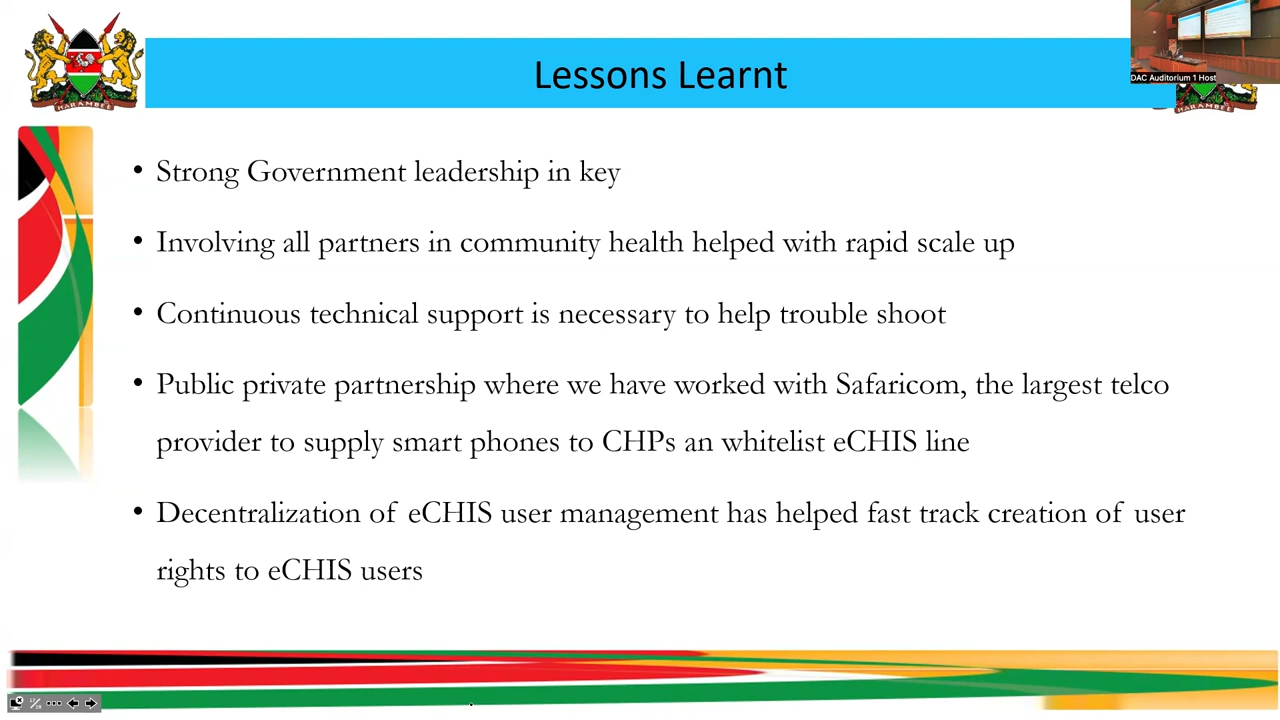 Lessons Learnt
DAC Auditorium 1 Host
HARAMBEE
HARAMBEE
• Strong Government leadership in key
• Involving all partners in community health helped with rapid scale up
• Continuous technical support is necessary to help trouble shoot
• Public private partnership where we have worked with Safaricom, the largest telco
provider to supply smart phones to CHPs an whitelist eCHIS line
• Decentralization of eCHIS user management has helped fast track creation of user
rights to eCHIS users